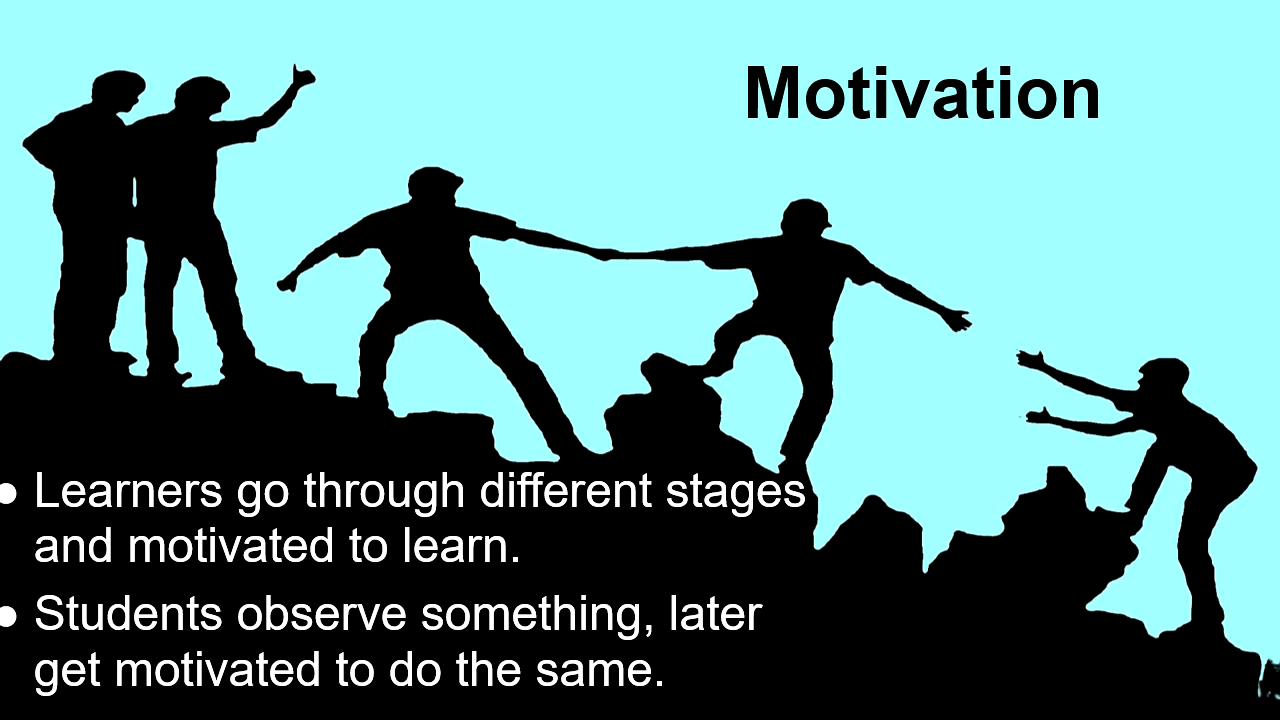 Motivation
● Learners go through different stages
and motivated to learn.
● Students observe something, later
get motivated to do the same.